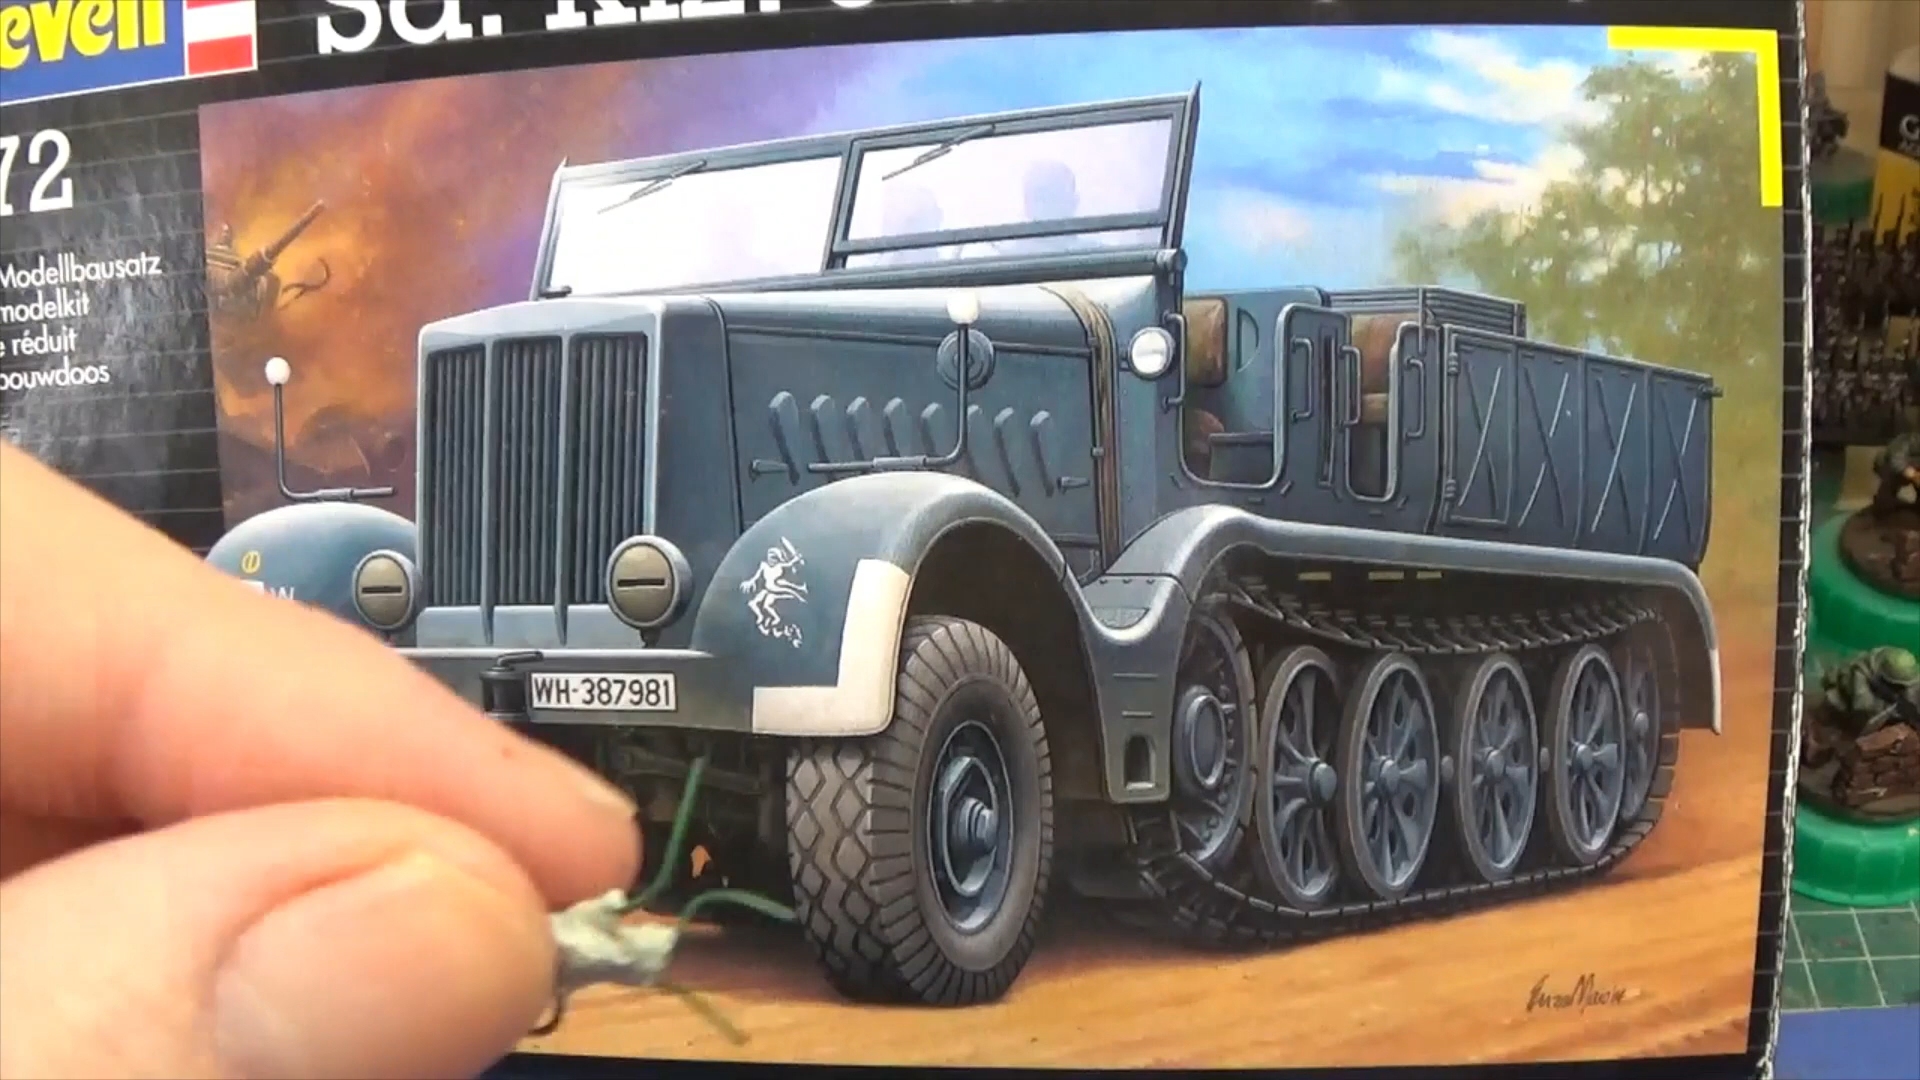 evell
Sd. Kfz.
72
Modellbausatz
modelkit
e réduit
bouwdoos
W
WH-387981